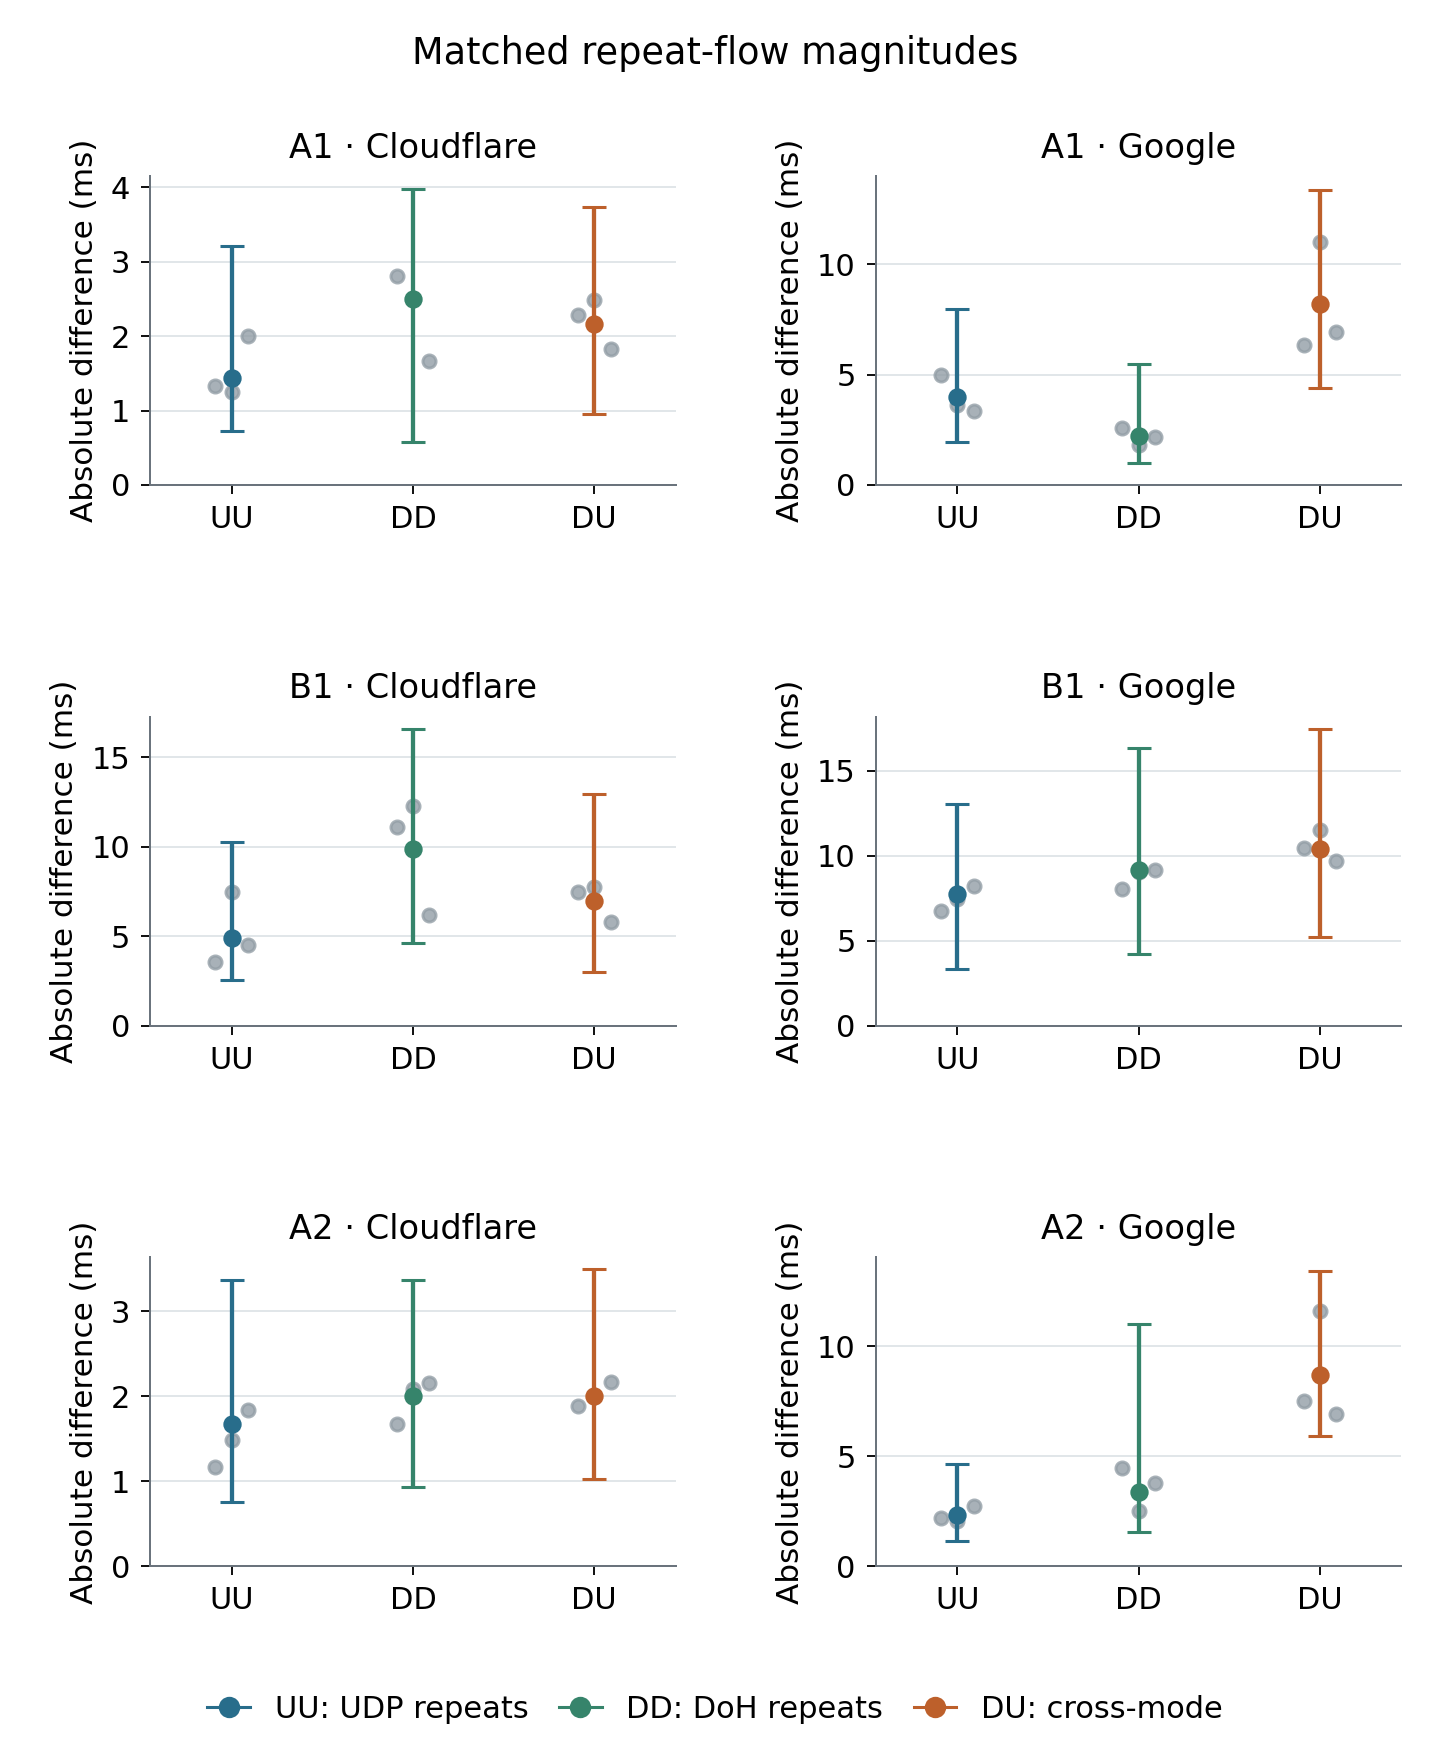 Matched repeat-flow magnitudes
A1 · Cloudflare
Absolute difference (ms)
4
3
2
1
0
UU
DD
DU
A1 · Google
Absolute difference (ms)
10
5
0
UU
DD
DU
B1 · Cloudflare
Absolute difference (ms)
15
10
5
0
UU
DD
DU
B1 · Google
Absolute difference (ms)
15
10
5
0
UU
DD
DU
A2 · Cloudflare
Absolute difference (ms)
3
2
1
0
UU
DD
DU
A2 · Google
Absolute difference (ms)
10
5
0
UU
DD
DU
UU: UDP repeats
DD: DoH repeats
DU: cross-mode